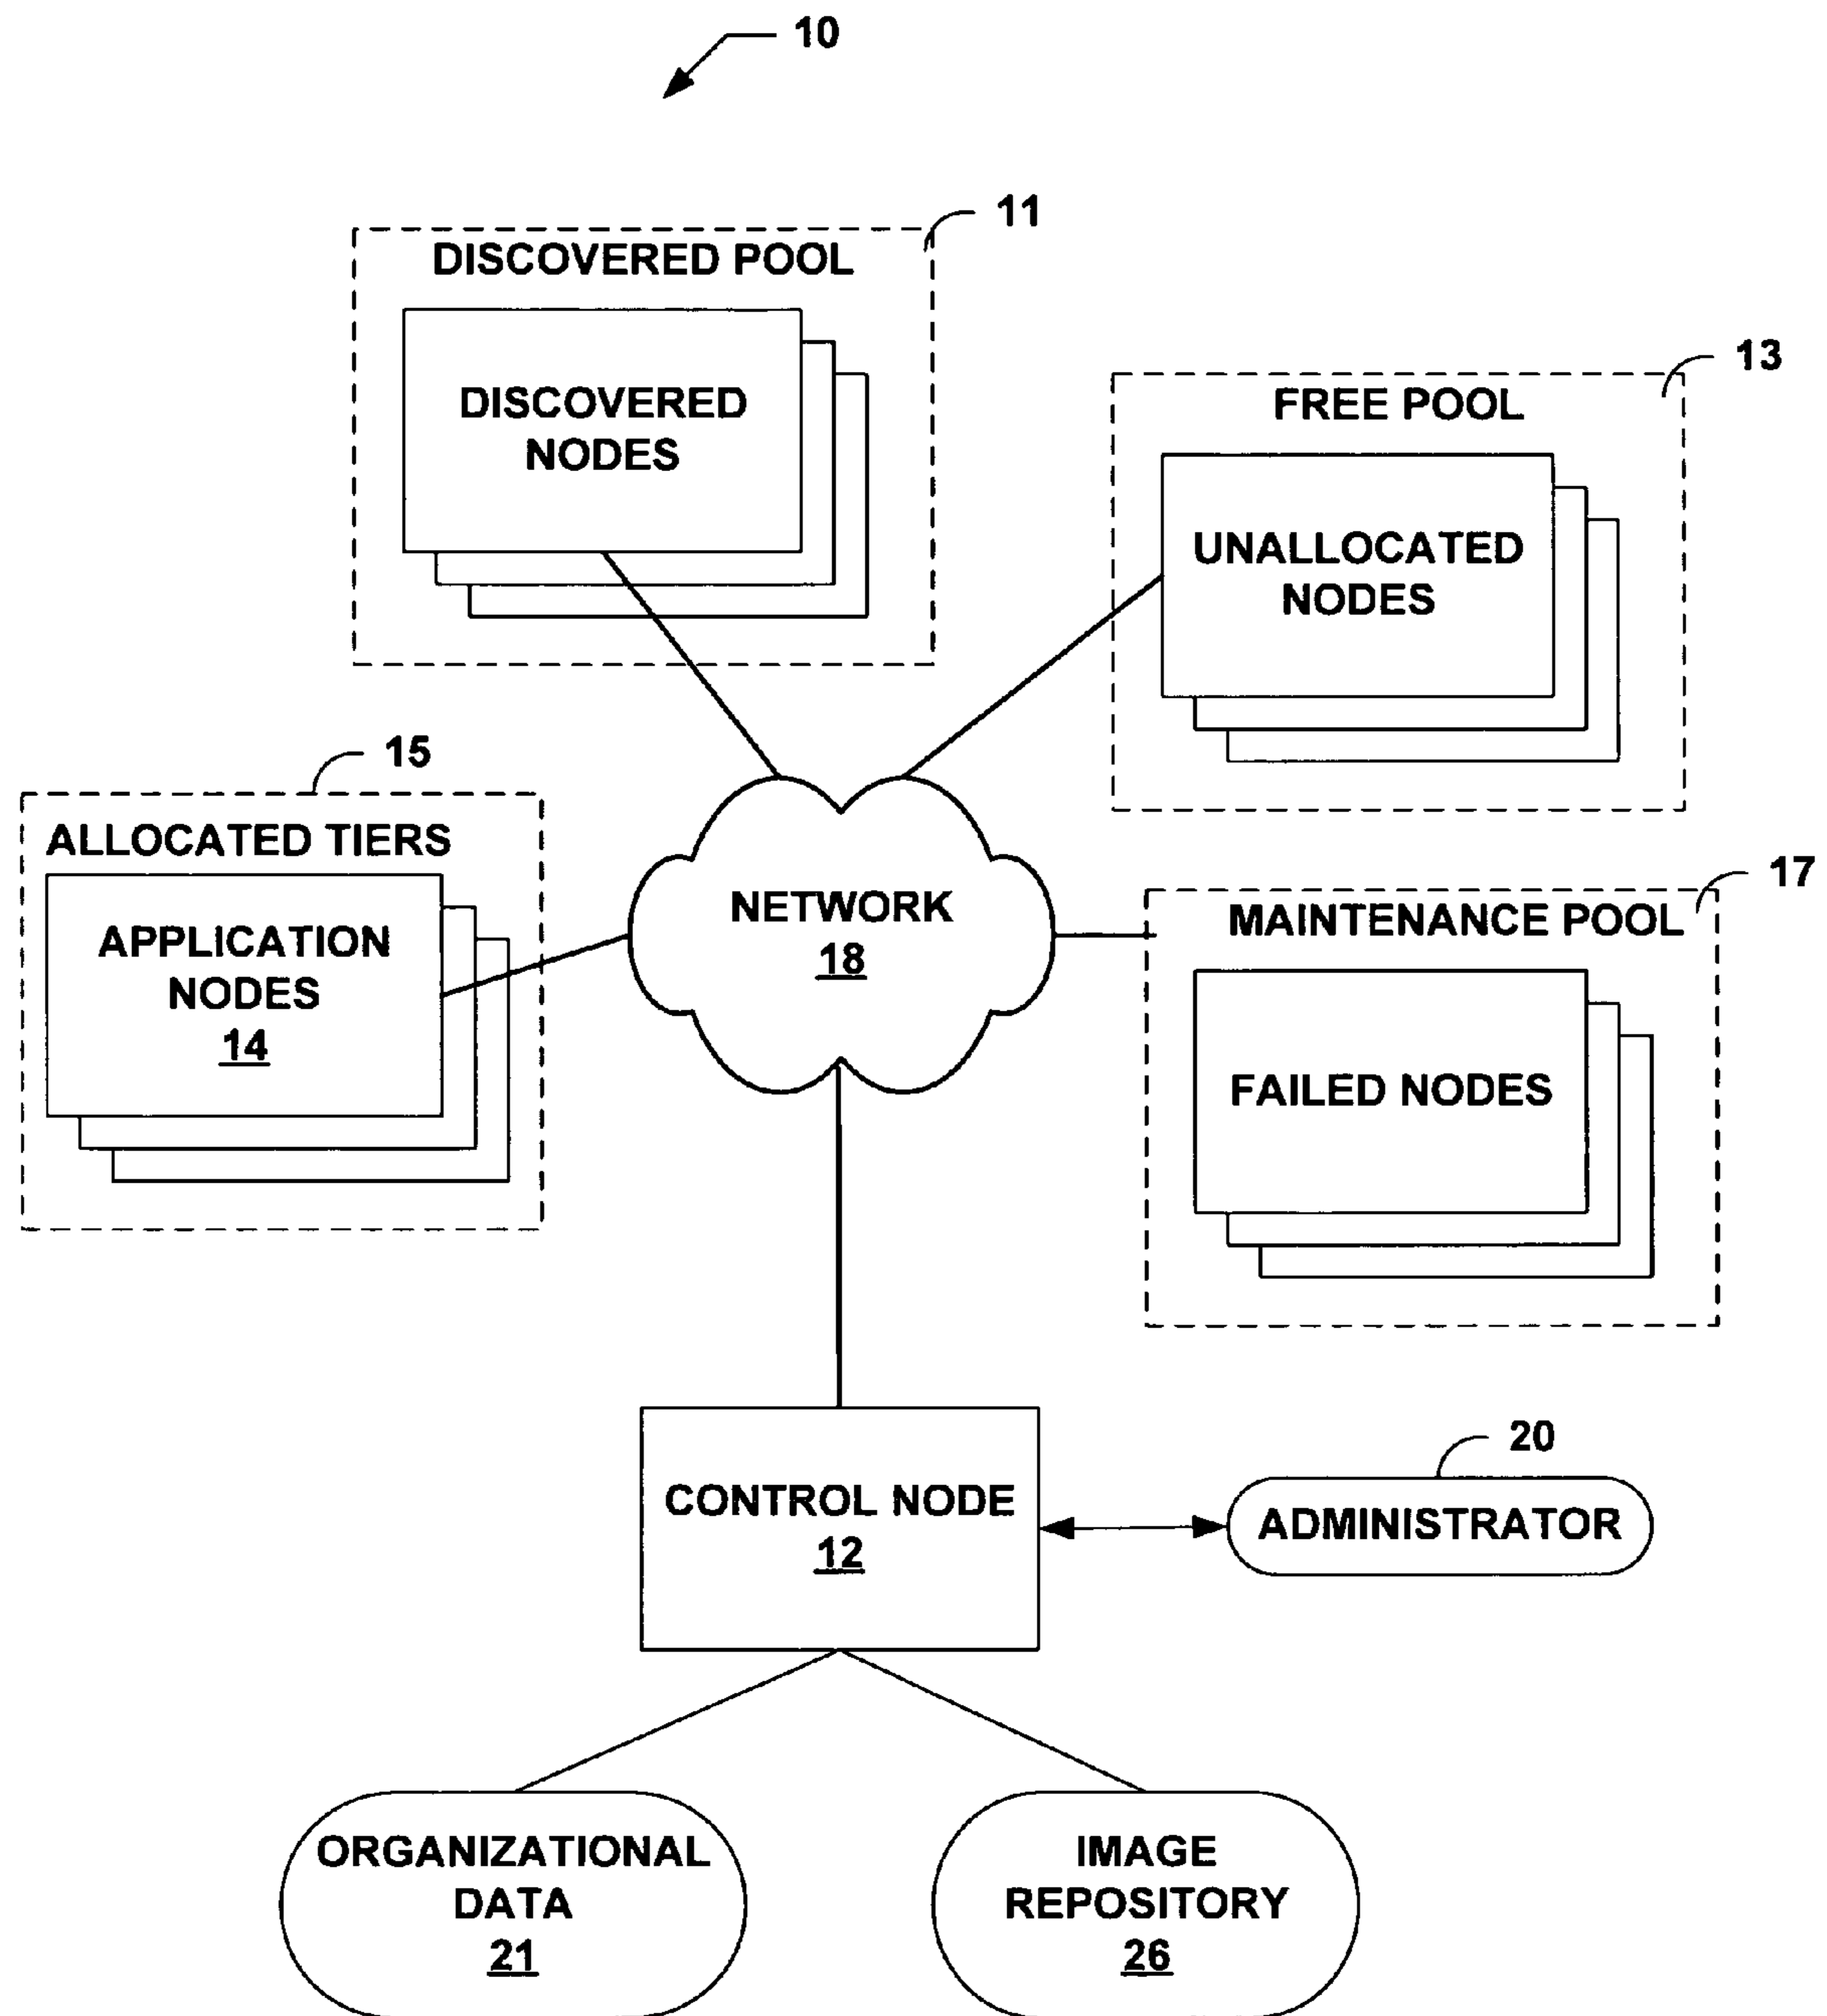 10
11
DISCOVERED POOL
DISCOVERED
NODES
13
FREE POOL
UNALLOCATED
NODES
15
ALLOCATED TIERS
APPLICATION
NODES
14
NETWORK
18
17
MAINTENANCE POOL
FAILED NODES
CONTROL NODE
12
20
ADMINISTRATOR
ORGANIZATIONAL
DATA
21
IMAGE
REPOSITORY
26